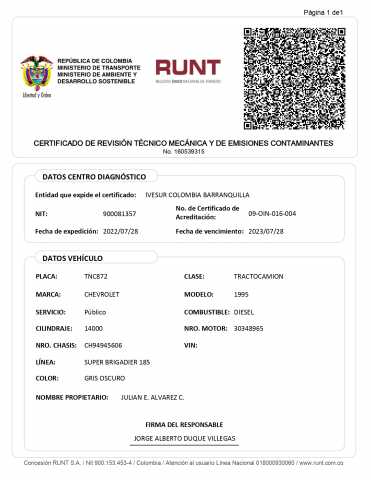 Página 1 de1
REPÚBLICA DE COLOMBIA
MINISTERIO DE TRANSPORTE
MINISTERIO DE AMBIENTE Y
DESARROLLO SOSTENIBLE
Libertad y Orden
RUNT
REGISTRO ÚNICO NACIONAL DE TRÁNSITO
CERTIFICADO DE REVISIÓN TÉCNICO MECÁNICA Y DE EMISIONES CONTAMINANTES
No. 160539315
DATOS CENTRO DIAGNÓSTICO
Entidad que expide el certificado: IVESUR COLOMBIA BARRANQUILLA
NIT: 900081357 No. de Certificado de Acreditación: 09-OIN-016-004
Fecha de expedición: 2022/07/28 Fecha de vencimiento: 2023/07/28
DATOS VEHÍCULO
PLACA: TNC872 CLASE: TRACTOCAMION
MARCA: CHEVROLET MODELO: 1995
SERVICIO: Público COMBUSTIBLE: DIESEL
CILINDRAJE: 14000 NRO. MOTOR: 30348965
NRO. CHASIS: CH94945606 VIN:
LÍNEA: SUPER BRIGADIER 185
COLOR: GRIS OSCURO
NOMBRE PROPIETARIO: JULIAN E. ALVAREZ C.
FIRMA DEL RESPONSABLE
JORGE ALBERTO DUQUE VILLEGAS
Concesión RUNT S.A. / Nit 900.153.453-4 / Colombia / Atención al usuario Línea Nacional 018000930060 / www.runt.com.co